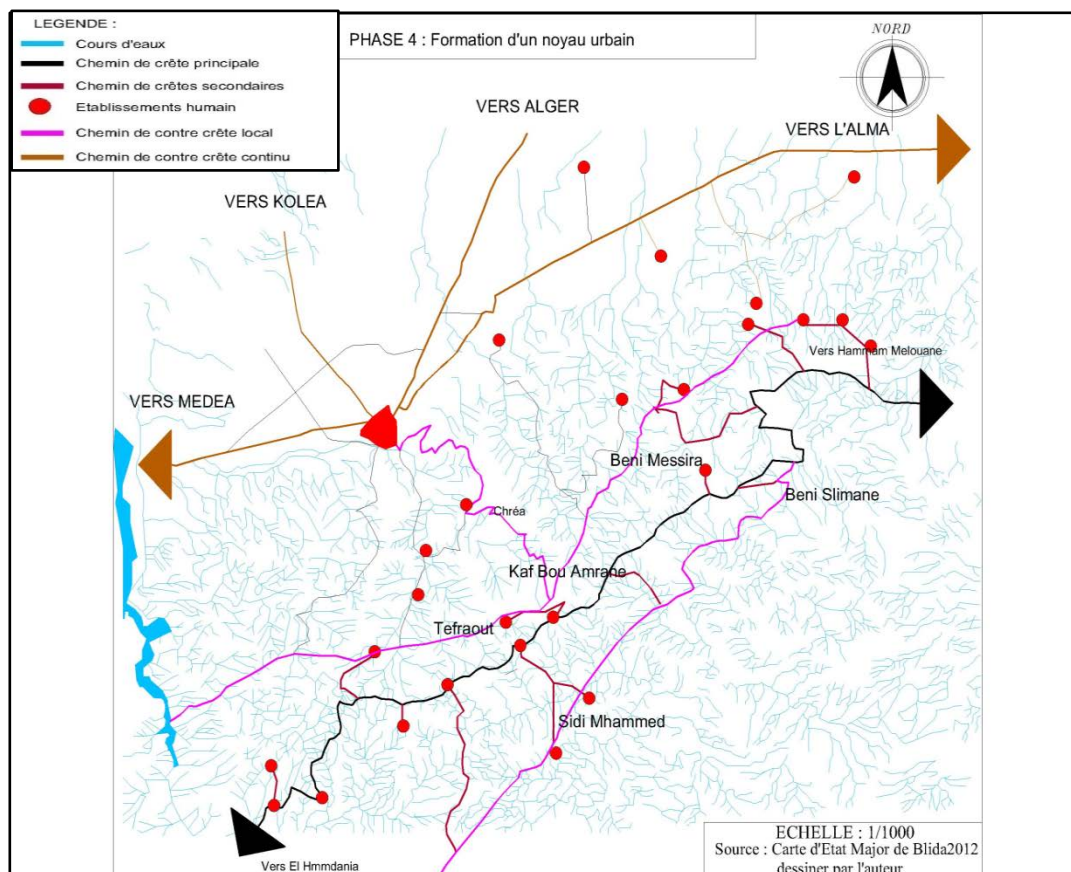 LEGENDE :
Cours d'eaux
Chemin de crête principale
Chemin de crêtes secondaires
Etablissements humain
Chemin de contre crête local
Chemin de contre crête continu
PHASE 4 : Formation d'un noyau urbain
NORD
VERS ALGER
VERS L'ALMA
VERS KOLEA
Vers Hammam Melouane
VERS MEDEA
Beni Messira
Beni Slimane
Chréa
Kaf Bou Amrane
Tefraout
Sidi Mhammed
Vers El Hmmdania
ECHELLE : 1/1000
Source : Carte d'Etat Major de Blida2012
dessiner par l'auteur